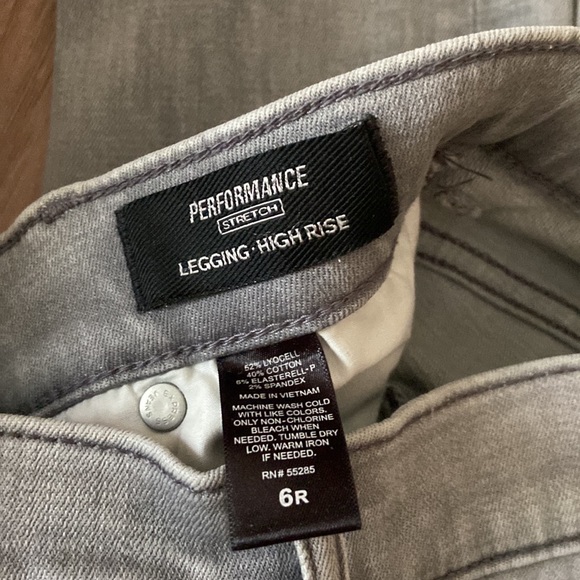 PERFORMANCE
STRETCH
LEGGING · HIGH RISE
52% LYOCELL
40% COTTON
6% ELASTERELL-P
2% SPANDEX
MADE IN VIETNAM
MACHINE WASH COLD
WITH LIKE COLORS.
ONLY NON-CHLORINE
BLEACH WHEN
NEEDED. TUMBLE DRY
LOW. WARM IRON
IF NEEDED.
RN# 55285
6R